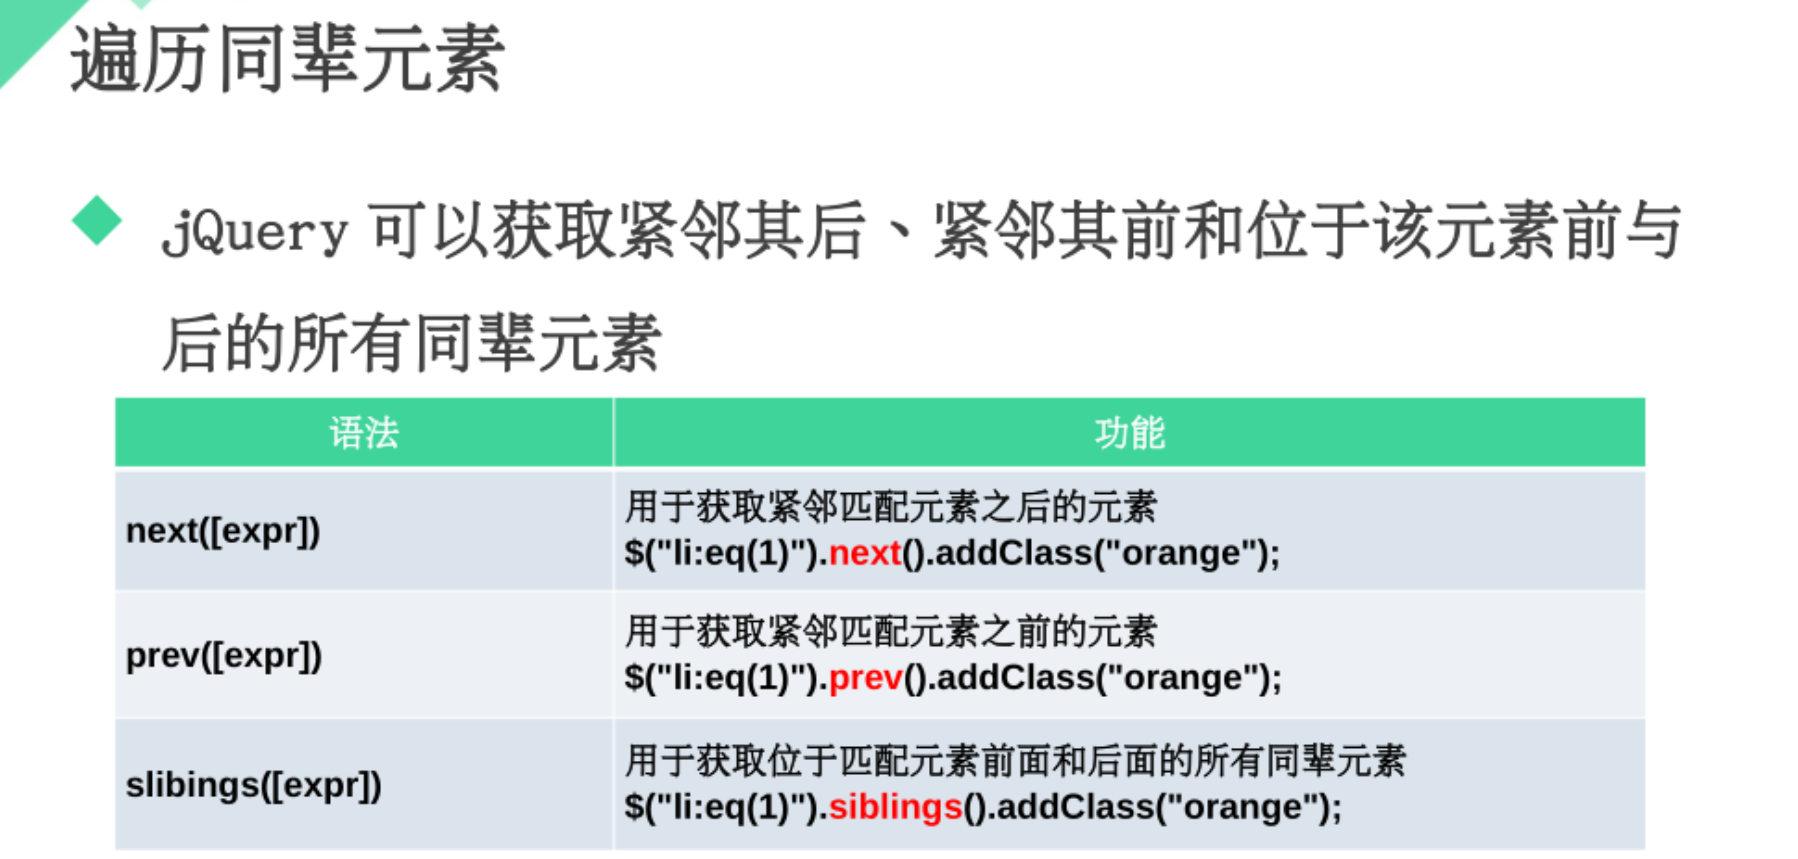 遍历同辈元素
jQuery 可以获取紧邻其后、紧邻其前和位于该元素前与
后的所有同辈元素
语法
功能
next([expr])
用于获取紧邻匹配元素之后的元素
$("li:eq(1)").next().addClass("orange");
prev([expr])
用于获取紧邻匹配元素之前的元素
$("li:eq(1)").prev().addClass("orange");
slibings([expr])
用于获取位于匹配元素前面和后面的所有同辈元素
$("li:eq(1)").siblings().addClass("orange");